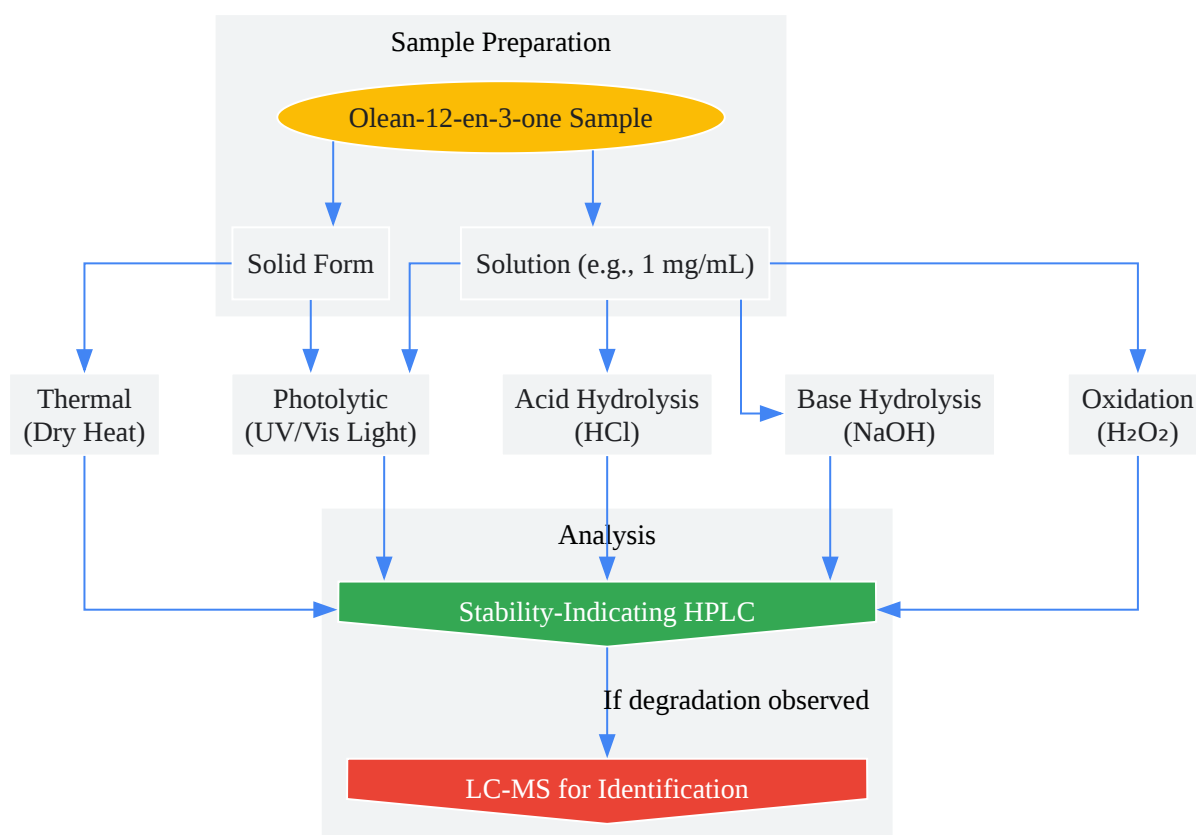 Sample Preparation
Olean-12-en-3-one Sample
Solid Form
Solution (e.g., 1 mg/mL)
Thermal
(Dry Heat)
Photolytic
(UV/Vis Light)
Acid Hydrolysis
(HCl)
Base Hydrolysis
(NaOH)
Oxidation
(H₂O₂)
Analysis
Stability-Indicating HPLC
If degradation observed
LC-MS for Identification